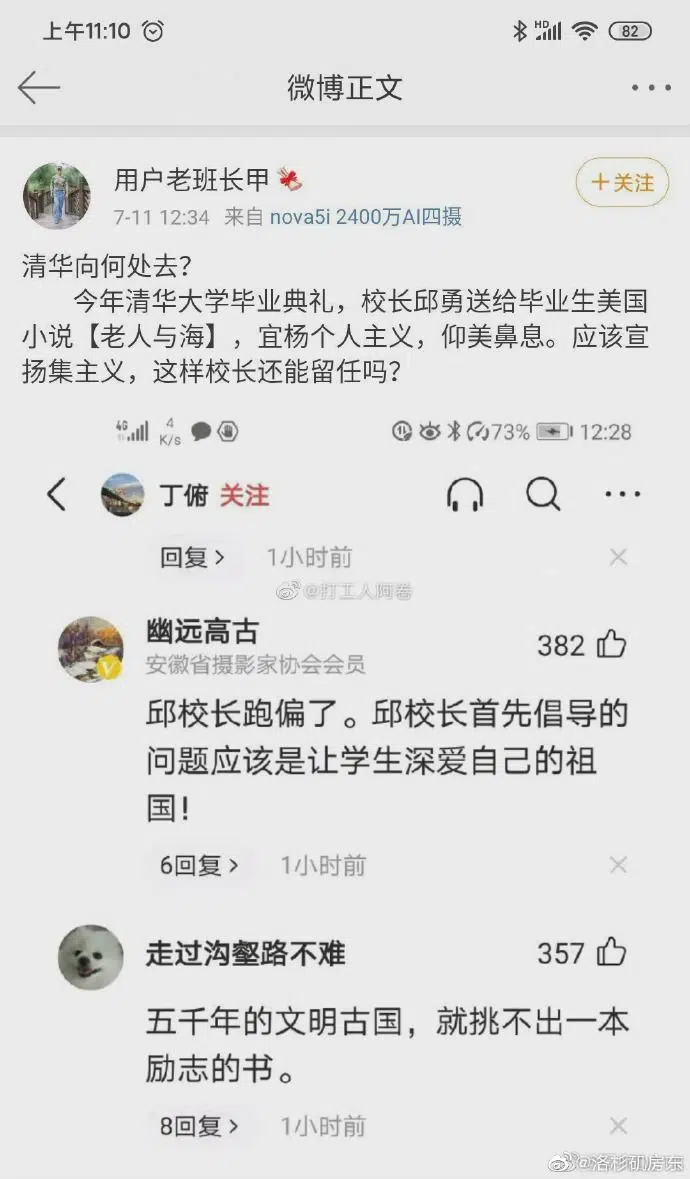 上午11:10
HD
82
微博正文
用户老班长甲
+关注
7-11 12:34 来自 nova5i 2400万AI四摄
清华向何处去?
今年清华大学毕业典礼，校长邱勇送给毕业生美国
小说【老人与海】，宜杨个人主义，仰美鼻息。应该宣
扬集主义，这样校长还能留任吗?
4G
4
K/s
73%
12:28
丁俯 关注
回复
1小时前
@打工人阿卷
幽远高古
安徽省摄影家协会会员
382
邱校长跑偏了。邱校长首先倡导的
问题应该是让学生深爱自己的祖
国!
6回复
1小时前
走过沟壑路不难
357
五千年的文明古国，就挑不出一本
励志的书。
8回复
1小时前
@洛杉矶房东